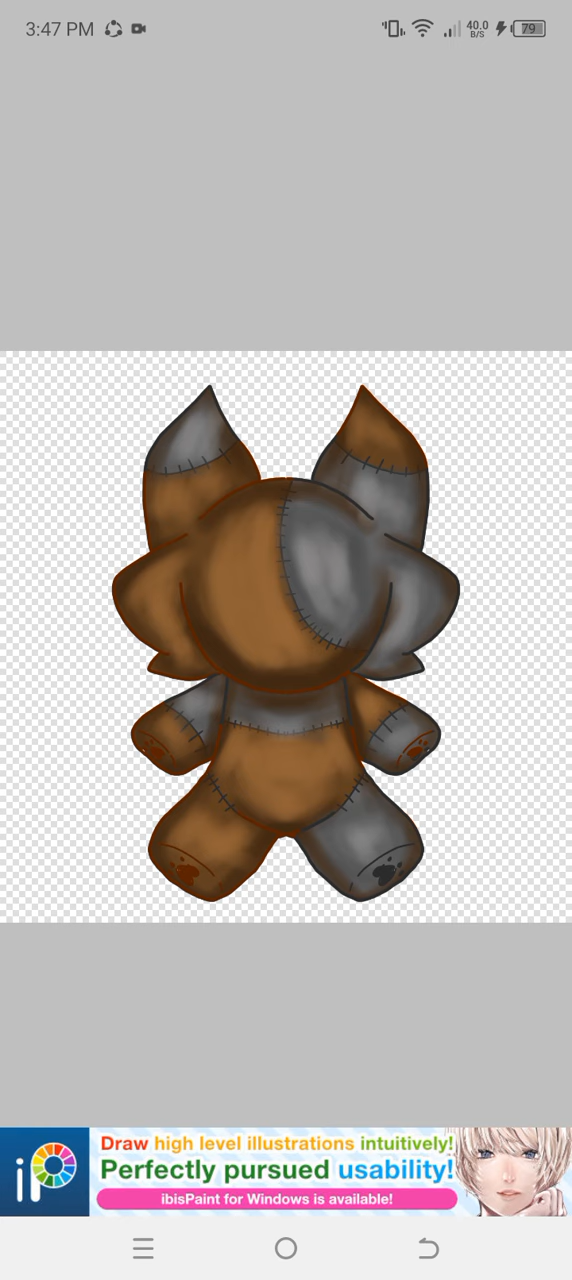 3:47 PM
40.0
B/S
79
iP
Draw high level illustrations intuitively!
Perfectly pursued usability!
ibisPaint for Windows is available!